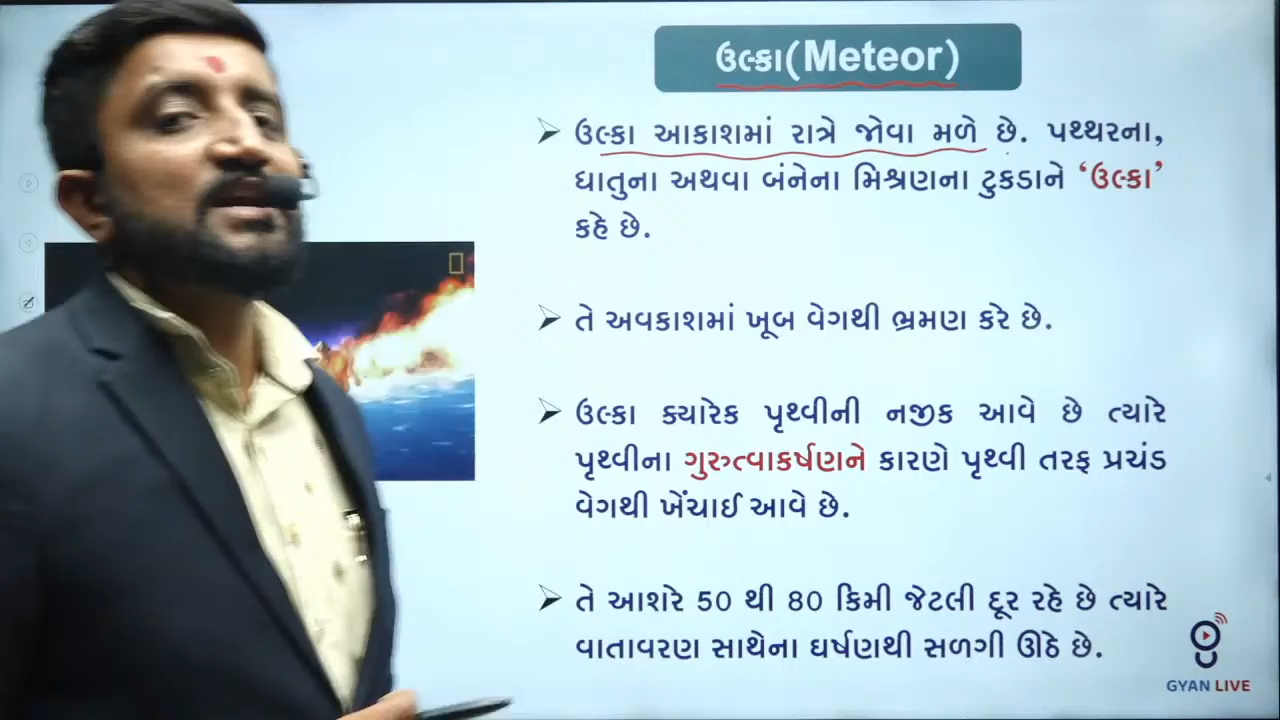 ઉલ્કા(Meteor)
➢ ઉલ્કા આકાશમાં રાત્રે જોવા મળે છે. પથ્થરના,
ધાતુના અથવા બંનેના મિશ્રણના ટુકડાને ‘ઉલ્કા’
કહે છે.
➢ તે અવકાશમાં ખૂબ વેગથી ભ્રમણ કરે છે.
➢ ઉલ્કા ક્યારેક પૃથ્વીની નજીક આવે છે ત્યારે
પૃથ્વીના ગુરુત્વાકર્ષણને કારણે પૃથ્વી તરફ પ્રચંડ
વેગથી ખેંચાઈ આવે છે.
➢ તે આશરે 50 થી 80 કિમી જેટલી દૂર રહે છે ત્યારે
વાતાવરણ સાથેના ઘર્ષણથી સળગી ઊઠે છે.
GYAN LIVE